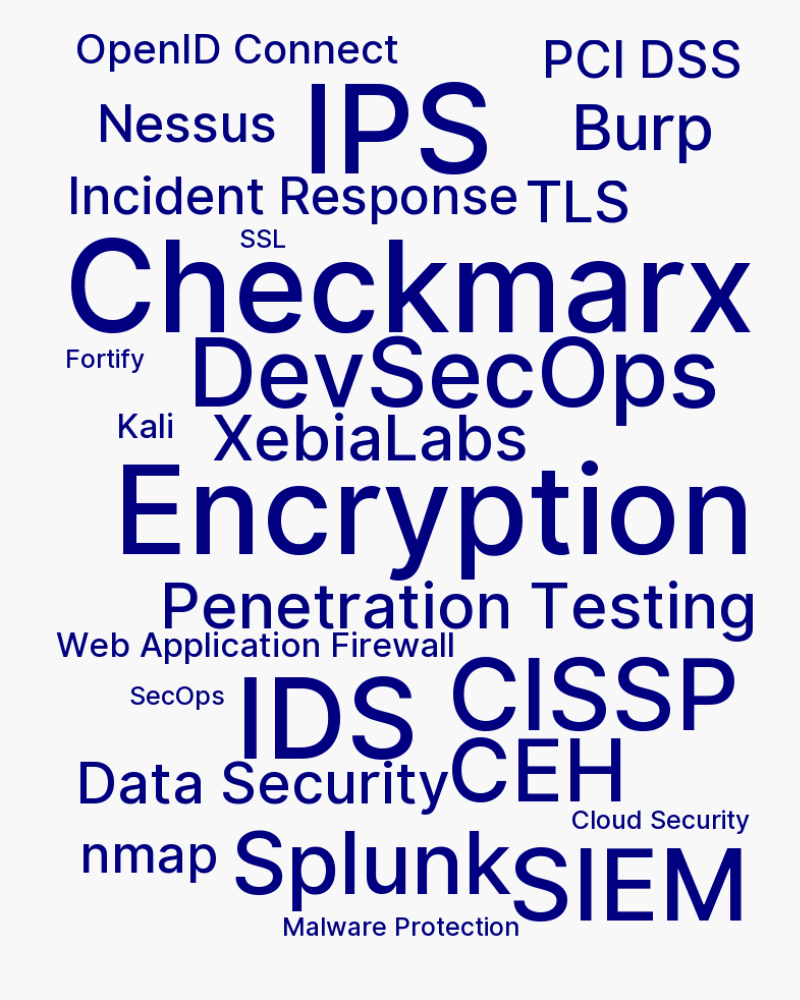 OpenID Connect
PCI DSS
Nessus
IPS
Burp
Incident Response
TLS
SSL
Checkmarx
Fortify
DevSecOps
Kali
XebiaLabs
Encryption
Penetration Testing
Web Application Firewall
SecOps
IDS
CISSP
Data Security
CEH
Cloud Security
nmap
Splunk
SIEM
Malware Protection